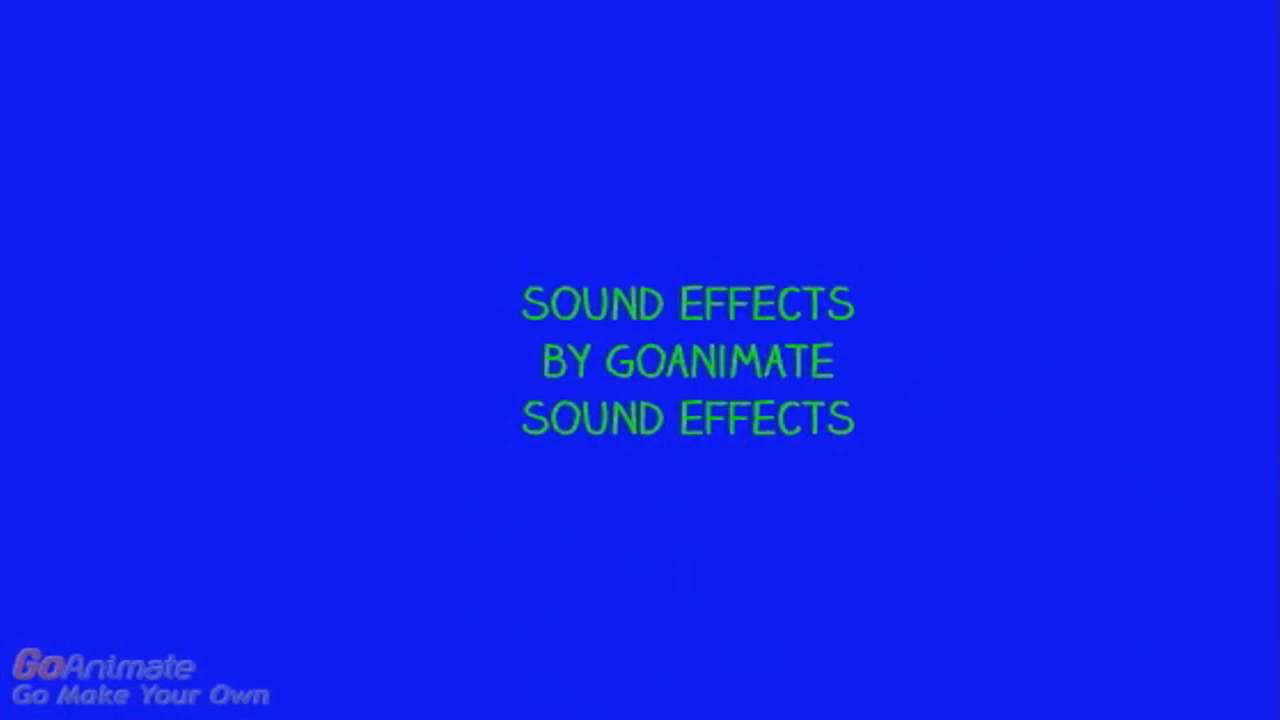 SOUND EFFECTS
BY GOANIMATE
SOUND EFFECTS
GoAnimate
Go Make Your Own